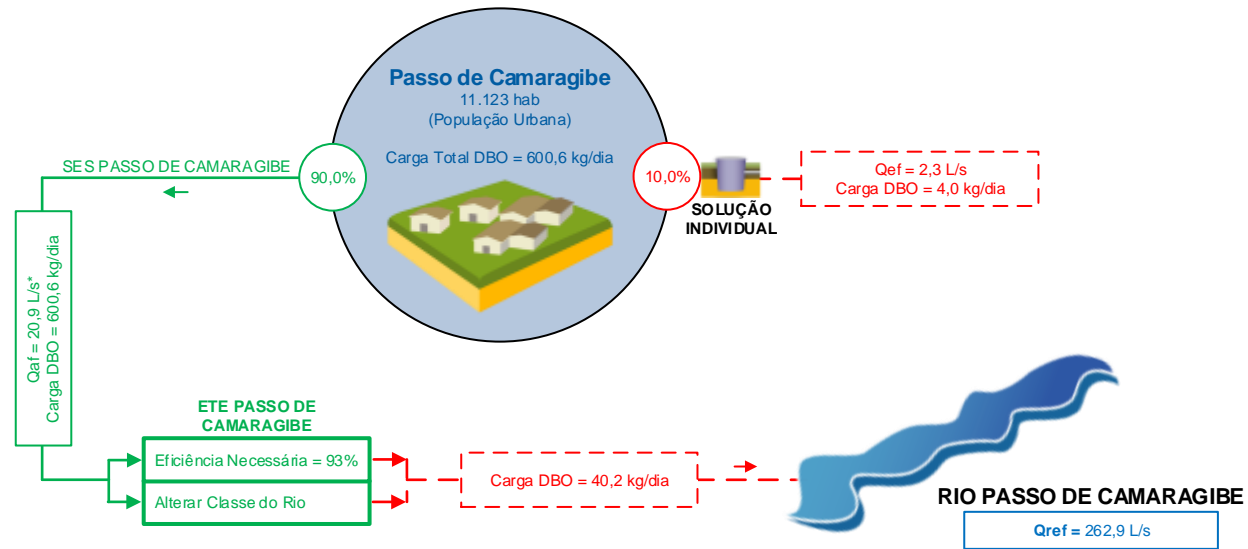 Passo de Camaragibe
11.123 hab
(População Urbana)
Carga Total DBO = 600,6 kg/dia
SES PASSO DE CAMARAGIBE
90,0%
10,0%
SOLUÇÃO
INDIVIDUAL
Qef = 2,3 L/s
Carga DBO = 4,0 kg/dia
Qaf = 20,9 L/s*
Carga DBO = 600,6 kg/dia
ETE PASSO DE
CAMARAGIBE
Eficiência Necessária = 93%
Alterar Classe do Rio
Carga DBO = 40,2 kg/dia
RIO PASSO DE CAMARAGIBE
Qref = 262,9 L/s